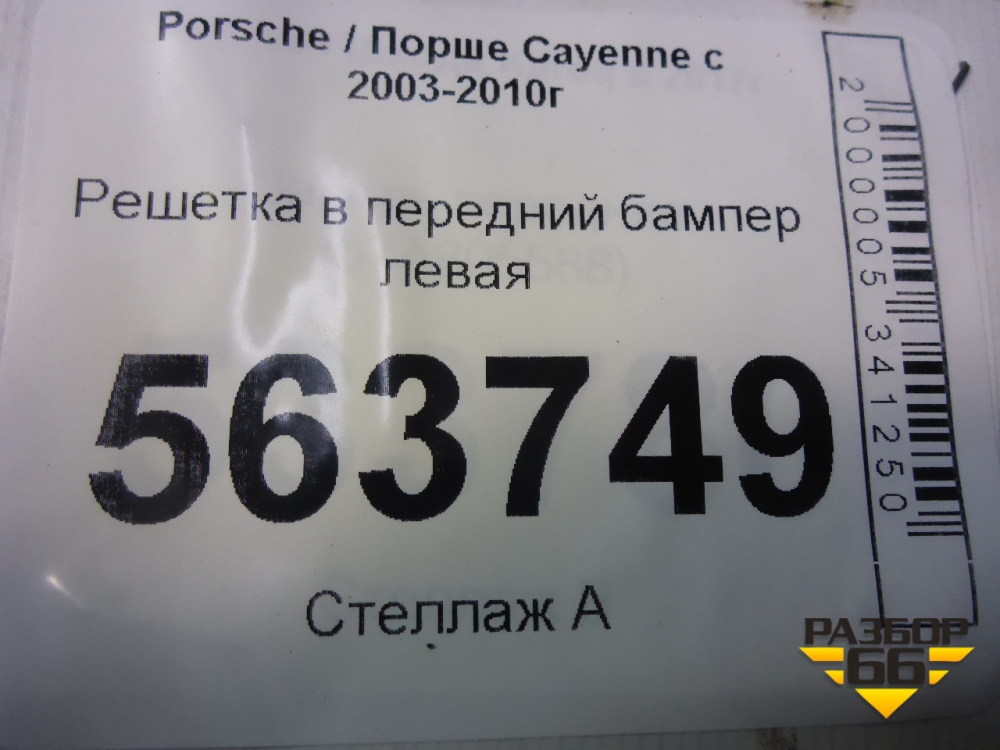 Porsche / Порше Cayenne с
2003-2010г
Решетка в передний бампер
левая
563749
Стеллаж А
2000005341250
РАЗБОР
66